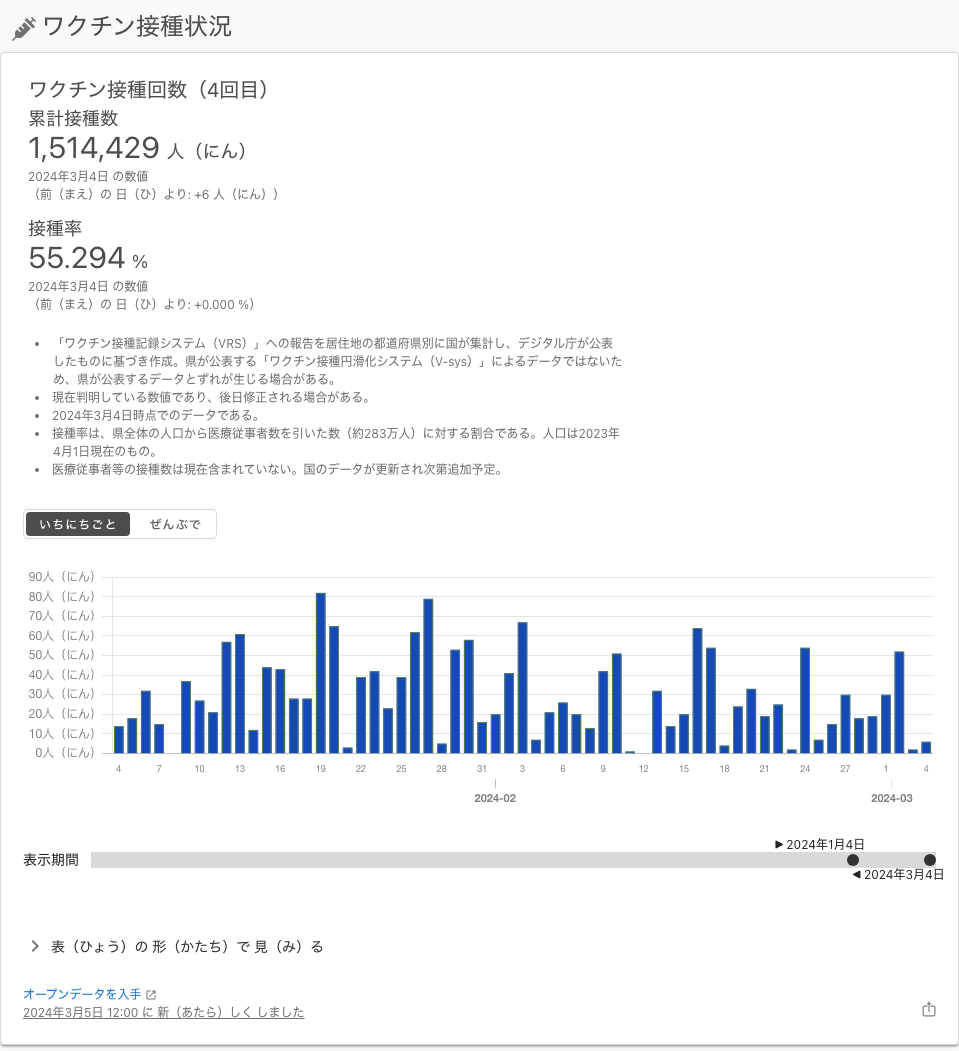 ワクチン接種状況
ワクチン接種回数（4回目）
累計接種数
1,514,429 人（にん）
2024年3月4日 の数値
（前（まえ）の 日（ひ）より: +6 人（にん））
接種率
55.294 %
2024年3月4日 の数値
（前（まえ）の 日（ひ）より: +0.000 %）
• 「ワクチン接種記録システム（VRS）」への報告を居住地の都道府県別に国が集計し、デジタル庁が公表
したものに基づき作成。県が公表する「ワクチン接種円滑化システム（V-sys）」によるデータではないた
め、県が公表するデータとずれが生じる場合がある。
• 現在判明している数値であり、後日修正される場合がある。
• 2024年3月4日時点でのデータである。
• 接種率は、県全体の人口から医療従事者数を引いた数（約283万人）に対する割合である。人口は2023年
4月1日現在のもの。
• 医療従事者等の接種数は現在含まれていない。国のデータが更新され次第追加予定。
いちにちごと ぜんぶで
90人（にん）
80人（にん）
70人（にん）
60人（にん）
50人（にん）
40人（にん）
30人（にん）
20人（にん）
10人（にん）
0人（にん）
4 7 10 13 16 19 22 25 28 31 3 6 9 12 15 18 21 24 27 1 4
2024-02 2024-03
▶ 2024年1月4日
表示期間
◀ 2024年3月4日
表（ひょう）の 形（かたち）で 見（み）る
オープンデータを入手
2024年3月5日 12:00 に 新（あたら）しく しました